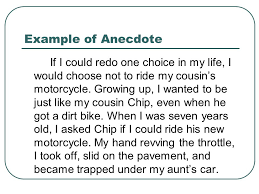 Example of Anecdote
If I could redo one choice in my life, I
would choose not to ride my cousin's
motorcycle. Growing up, I wanted to be
just like my cousin Chip, even when he
got a dirt bike. When I was seven years
old, I asked Chip if I could ride his new
motorcycle. My hand revving the throttle,
I took off, slid on the pavement, and
became trapped under my aunt's car.